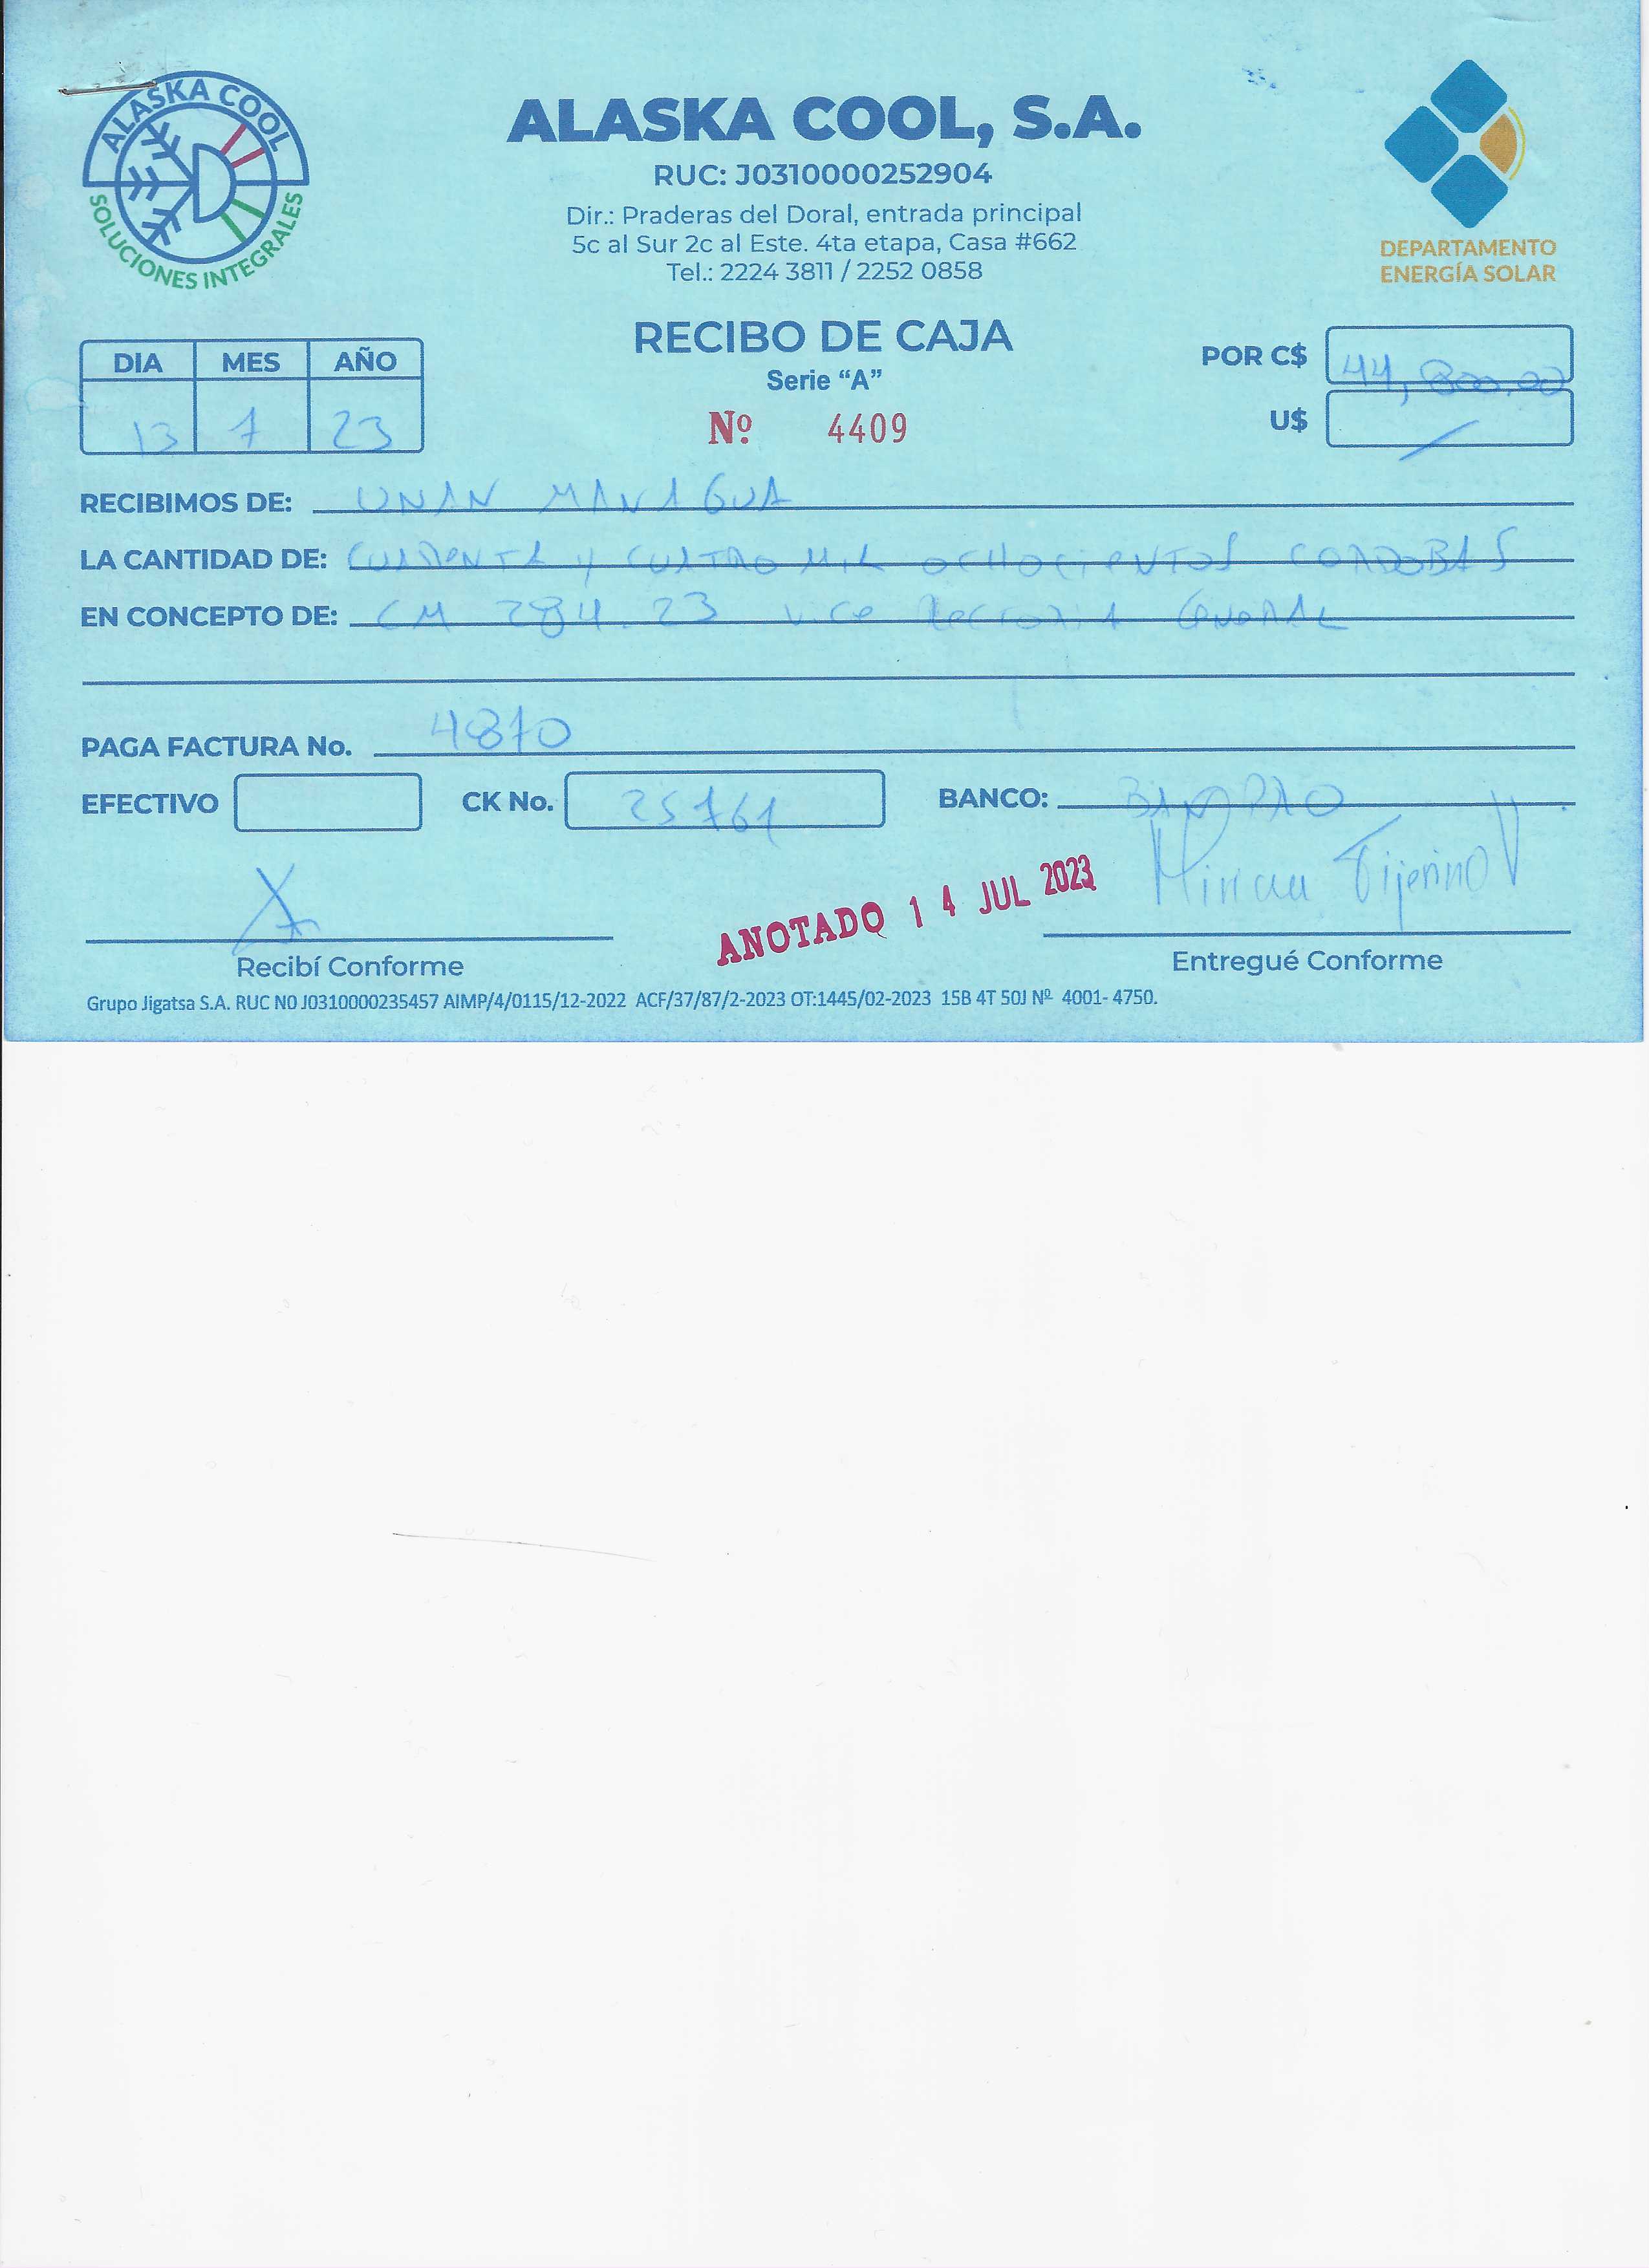 ALASKA COOL
SOLUCIONES INTEGRALES
ALASKA COOL, S.A.
RUC: J0310000252904
Dir.: Praderas del Doral, entrada principal
5c al Sur 2c al Este. 4ta etapa, Casa #662
Tel.: 2224 3811 / 2252 0858
DEPARTAMENTO
ENERGÍA SOLAR
RECIBO DE CAJA
Serie “A”
Nº 4409
DIA MES AÑO
13 7 23
POR C$ 44,800.00
U$
RECIBIMOS DE: UNAN MANAGUA
LA CANTIDAD DE: CUARENTA Y CUATRO MIL OCHOCIENTOS CORDOBAS
EN CONCEPTO DE: CM 284.23 Vice Rectoria GENERAL
PAGA FACTURA No. 4870
EFECTIVO CK No. 25761 BANCO: BANPRO
Miriam Tijerino V
ANOTADO 14 JUL 2023
Recibí Conforme
Entregué Conforme
Grupo Jigatsa S.A. RUC N0 J0310000235457 AIMP/4/0115/12-2022 ACF/37/87/2-2023 OT:1445/02-2023 15B 4T 50J Nº 4001- 4750.